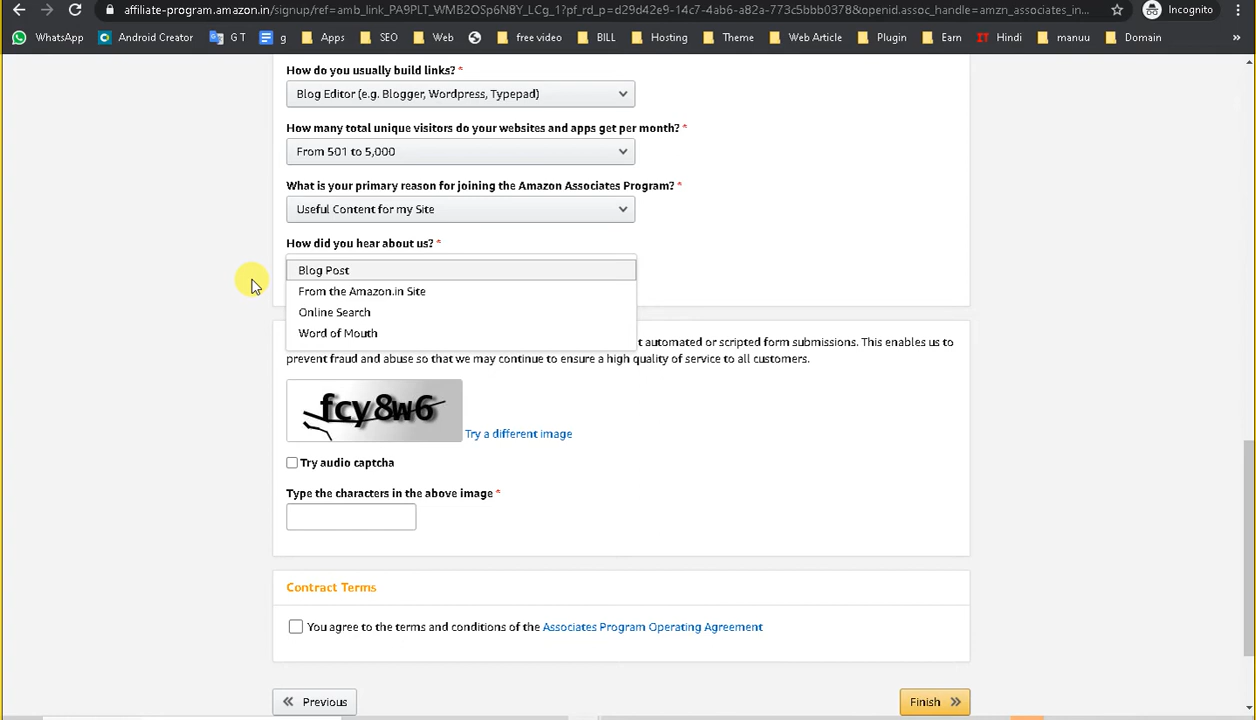 affiliate-program.amazon.in/signup/ref=amb_link_PA9PLT_WMB2OSp6N8Y_LCg_1?pf_rd_p=d29d42e9-14c7-4ab6-a82a-773c5bbb0378&openid.assoc_handle=amzn_associates_in... Incognito
WhatsApp Android Creator G T g Apps SEO Web free video BILL Hosting Theme Web Article Plugin Earn Hindi manuu Domain »
How do you usually build links? *
Blog Editor (e.g. Blogger, Wordpress, Typepad)
How many total unique visitors do your websites and apps get per month? *
From 501 to 5,000
What is your primary reason for joining the Amazon Associates Program? *
Useful Content for my Site
How did you hear about us? *
Blog Post
From the Amazon.in Site
Online Search
Word of Mouth
t automated or scripted form submissions. This enables us to
prevent fraud and abuse so that we may continue to ensure a high quality of service to all customers.
fcy8w6
Try a different image
Try audio captcha
Type the characters in the above image *
Contract Terms
You agree to the terms and conditions of the Associates Program Operating Agreement
« Previous
Finish »